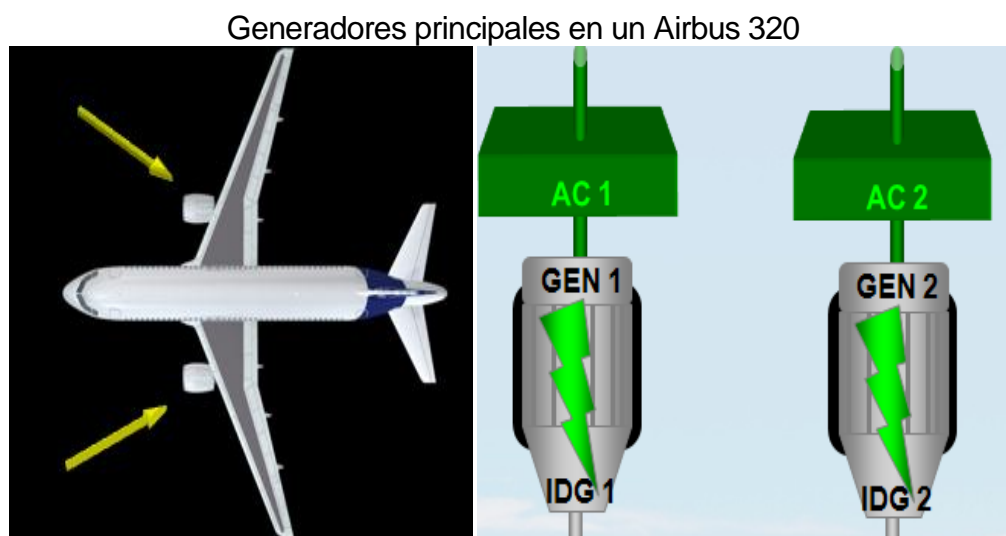 Generadores principales en un Airbus 320
AC 1
AC 2
GEN 1
GEN 2
IDG 1
IDG 2